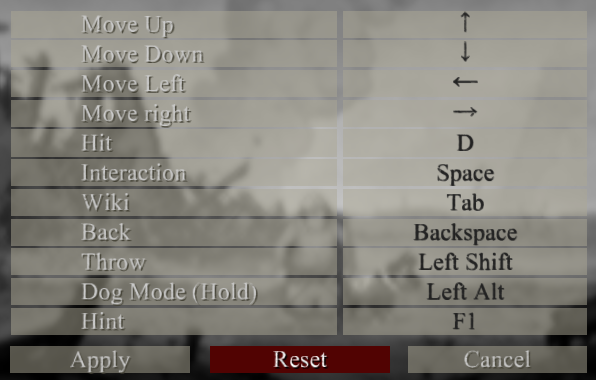 Move Up ↑
Move Down ↓
Move Left ←
Move right →
Hit D
Interaction Space
Wiki Tab
Back Backspace
Throw Left Shift
Dog Mode (Hold) Left Alt
Hint F1
Apply Reset Cancel